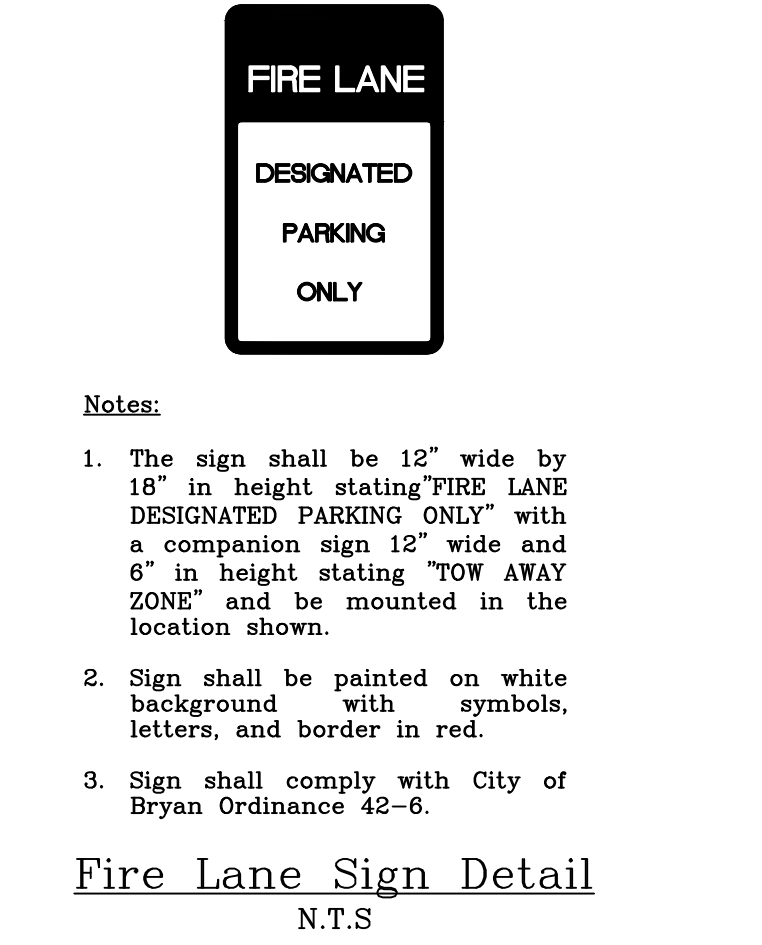 FIRE LANE
DESIGNATED
PARKING
ONLY
Notes:
1. The sign shall be 12" wide by
18" in height stating"FIRE LANE
DESIGNATED PARKING ONLY" with
a companion sign 12" wide and
6" in height stating "TOW AWAY
ZONE" and be mounted in the
location shown.
2. Sign shall be painted on white
background with symbols,
letters, and border in red.
3. Sign shall comply with City of
Bryan Ordinance 42-6.
Fire Lane Sign Detail
N.T.S